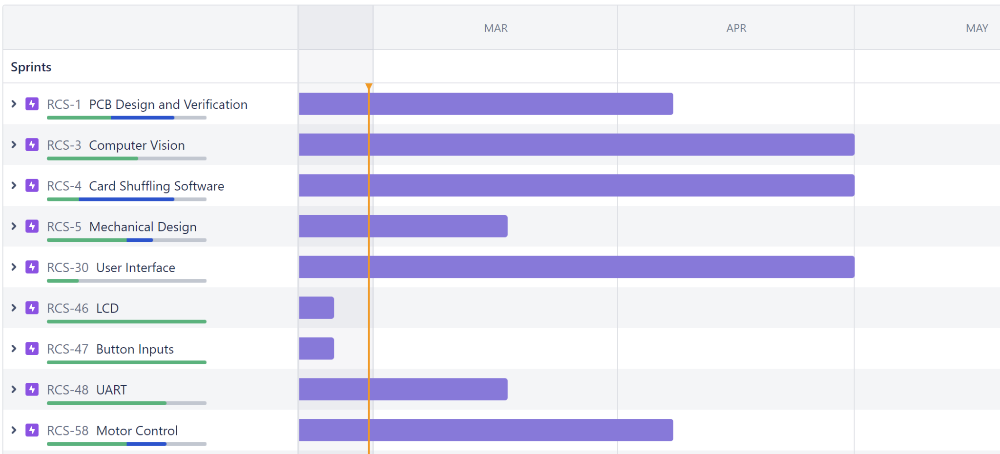 MAR APR MAY
Sprints
RCS-1 PCB Design and Verification
RCS-3 Computer Vision
RCS-4 Card Shuffling Software
RCS-5 Mechanical Design
RCS-30 User Interface
RCS-46 LCD
RCS-47 Button Inputs
RCS-48 UART
RCS-58 Motor Control